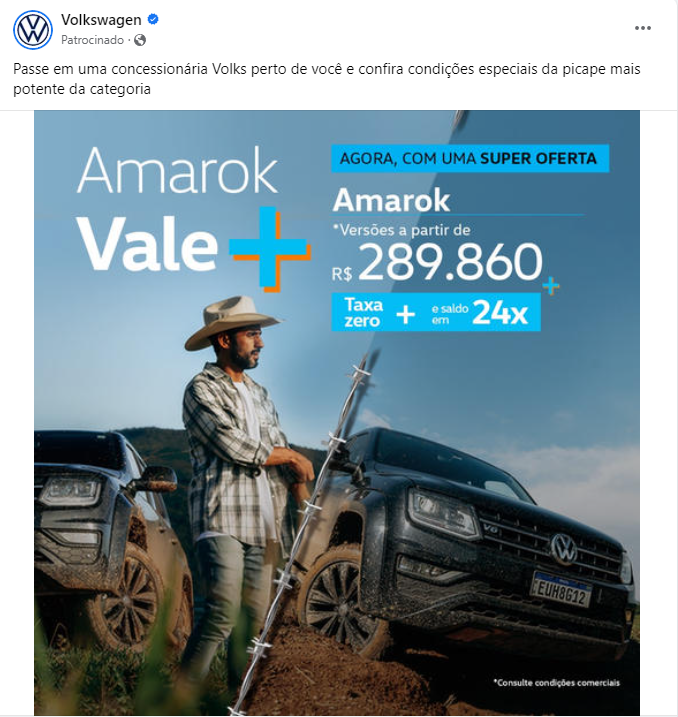 Volkswagen
Patrocinado ·
Passe em uma concessionária Volks perto de você e confira condições especiais da picape mais
potente da categoria
Amarok
Vale+
AGORA, COM UMA SUPER OFERTA
Amarok
*Versões a partir de
R$ 289.860
Taxa zero + e saldo em 24x
V6
EUH8G12
*Consulte condições comerciais